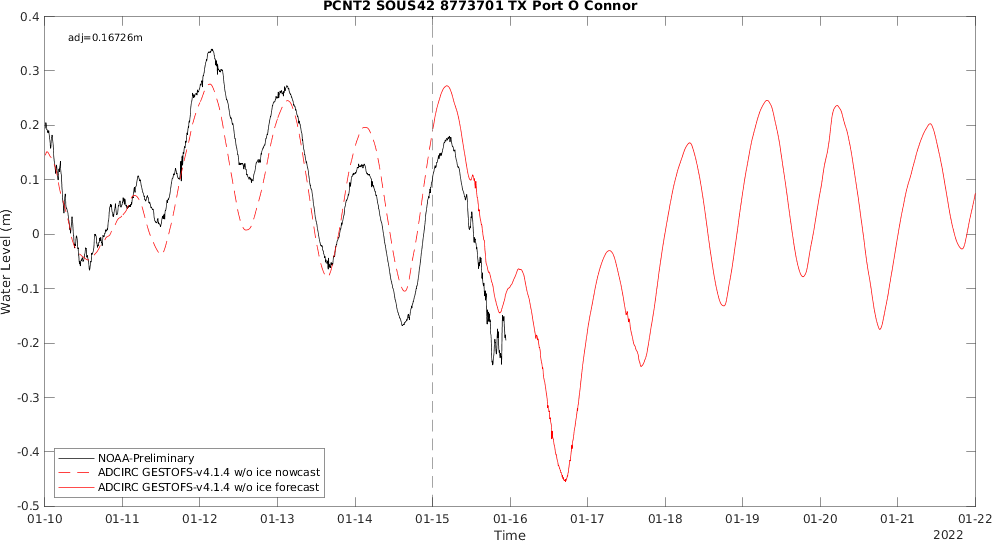 PCNT2 SOUS42 8773701 TX Port O Connor
adj=0.16726m
0.4
0.3
0.2
0.1
0
-0.1
-0.2
-0.3
-0.4
-0.5
Water Level (m)
NOAA-Preliminary
ADCIRC GESTOFS-v4.1.4 w/o ice nowcast
ADCIRC GESTOFS-v4.1.4 w/o ice forecast
01-10 01-11 01-12 01-13 01-14 01-15 01-16 01-17 01-18 01-19 01-20 01-21 01-22
Time
2022